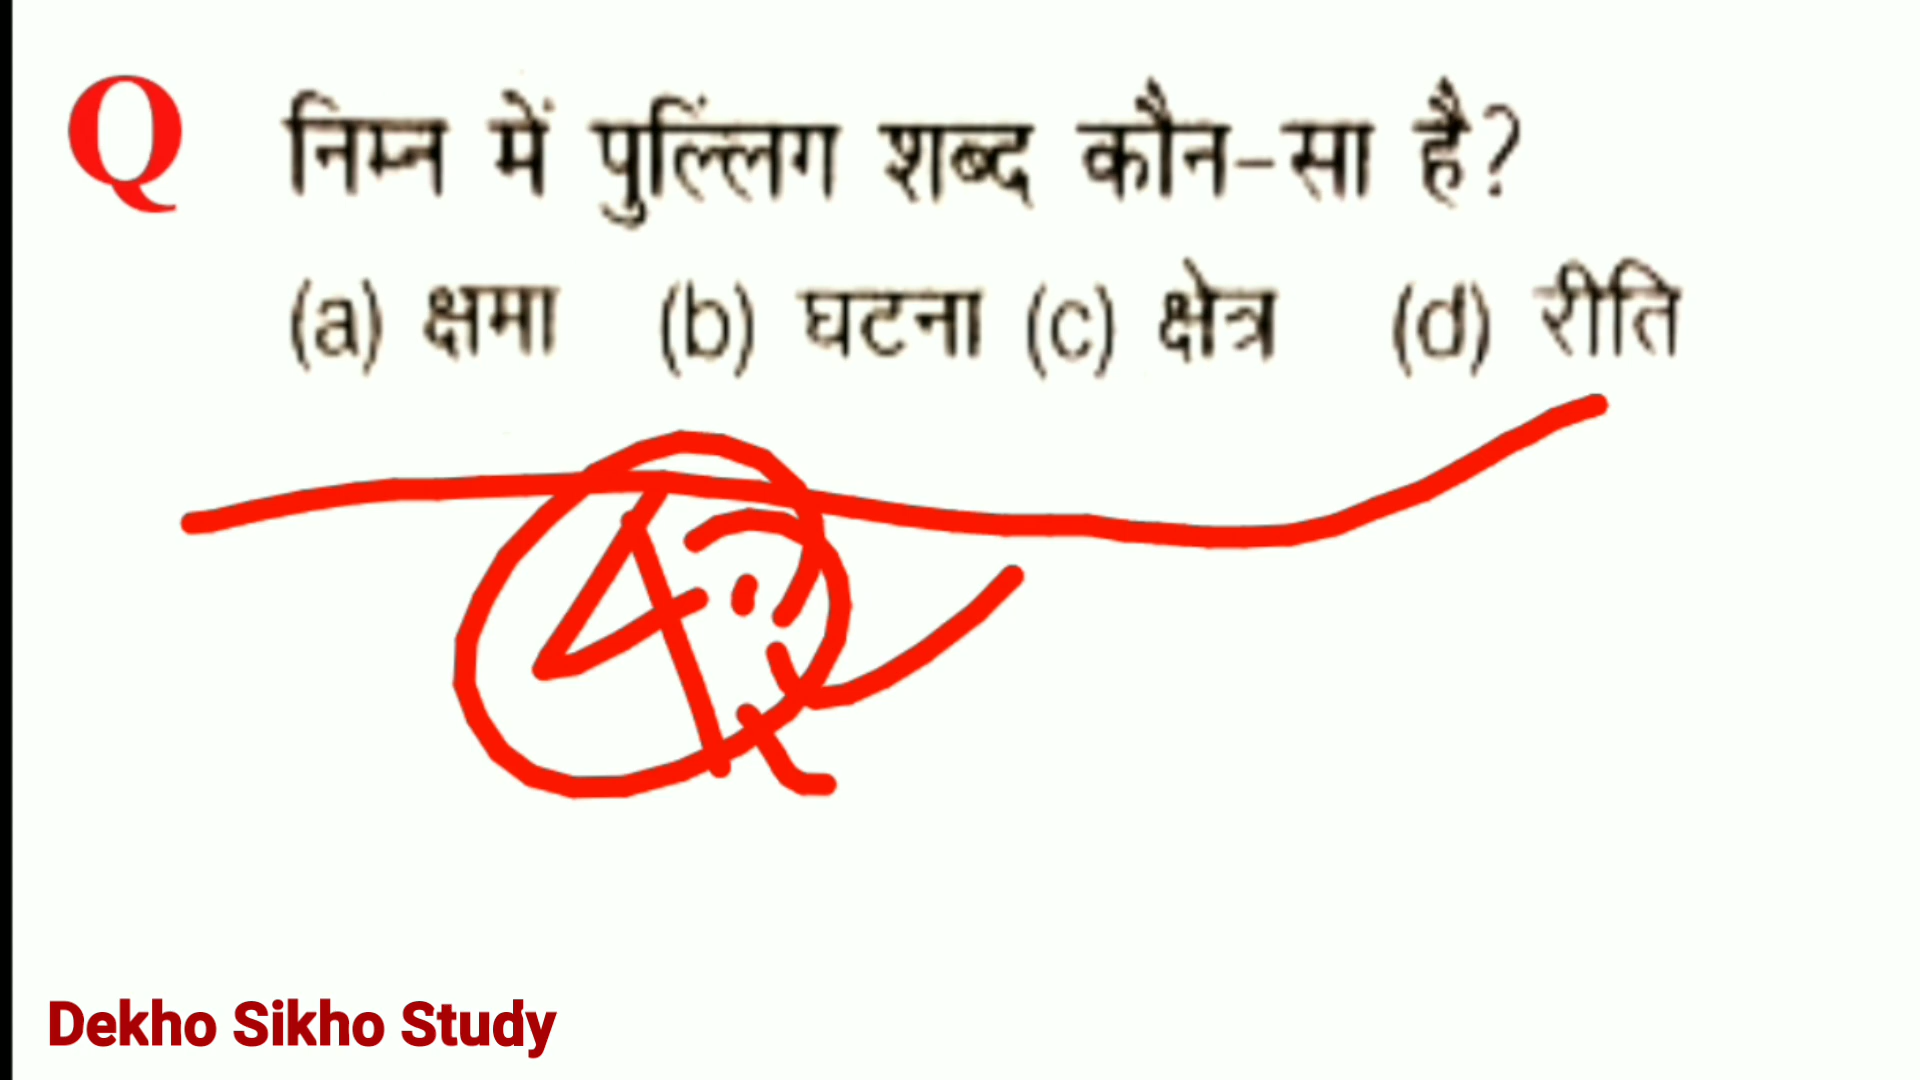 Q निम्न में पुल्लिंग शब्द कौन-सा है?
(a) क्षमा (b) घटना (c) क्षेत्र (d) रीति
Dekho Sikho Study